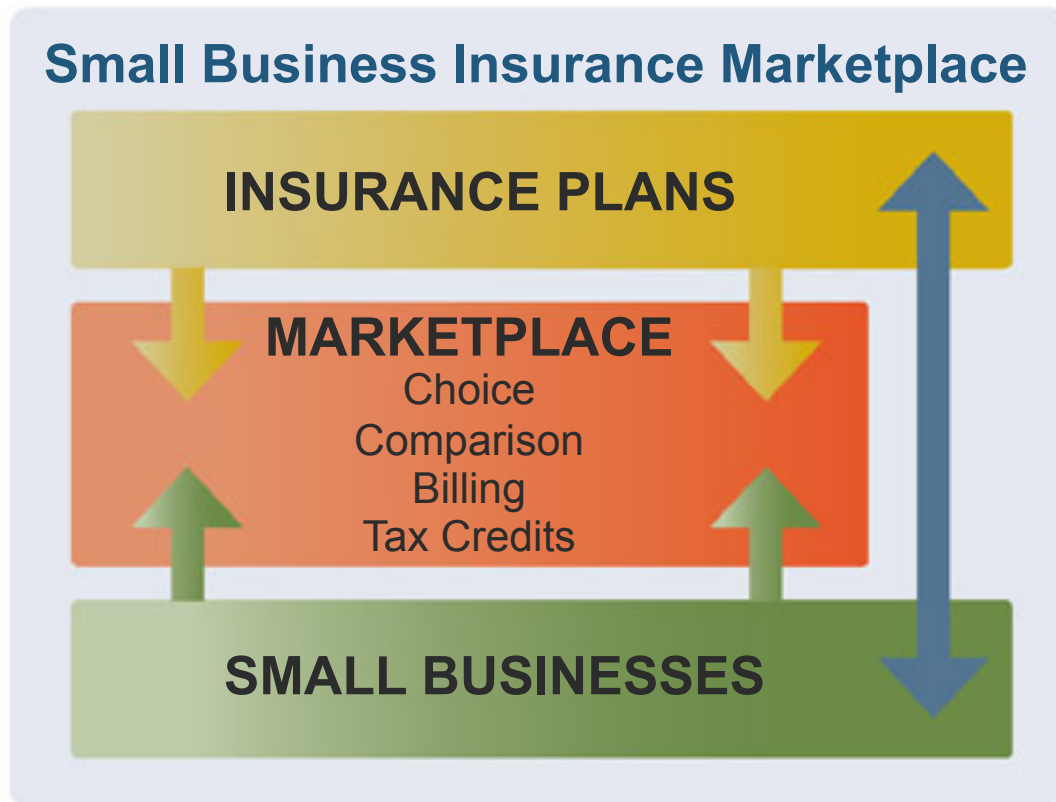 Small Business Insurance Marketplace
INSURANCE PLANS
MARKETPLACE
Choice
Comparison
Billing
Tax Credits
SMALL BUSINESSES